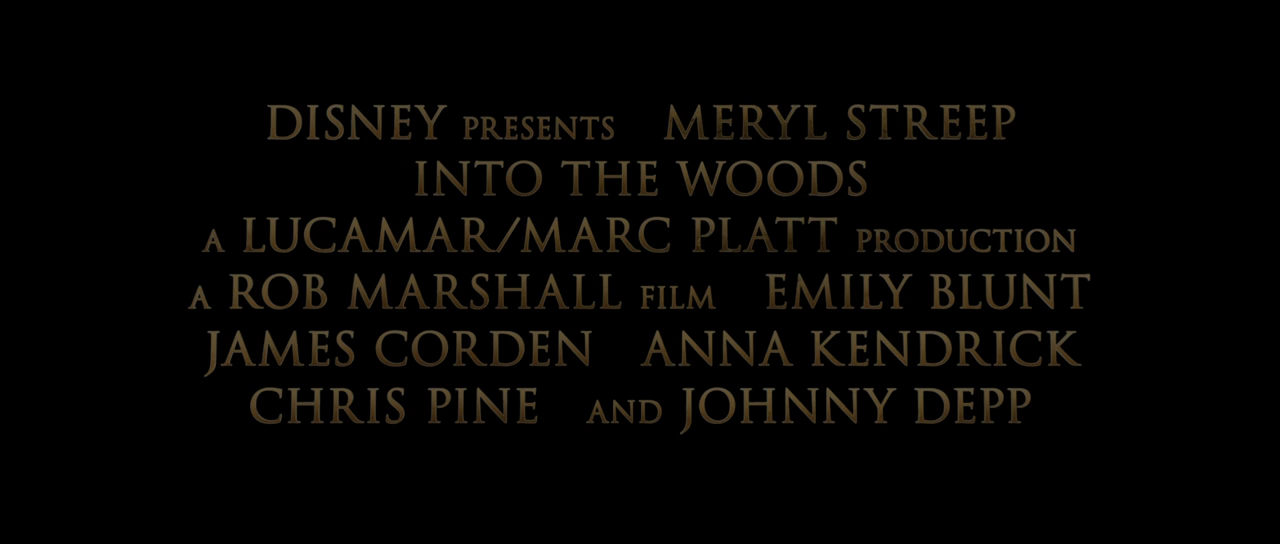 DISNEY PRESENTS MERYL STREEP
INTO THE WOODS
A LUCAMAR/MARC PLATT PRODUCTION
A ROB MARSHALL FILM EMILY BLUNT
JAMES CORDEN ANNA KENDRICK
CHRIS PINE AND JOHNNY DEPP